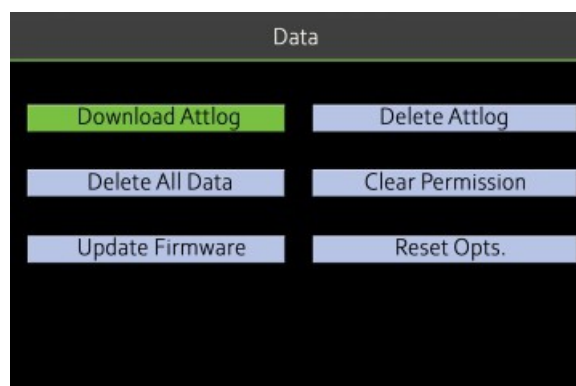 Data
Download Attlog
Delete Attlog
Delete All Data
Clear Permission
Update Firmware
Reset Opts.